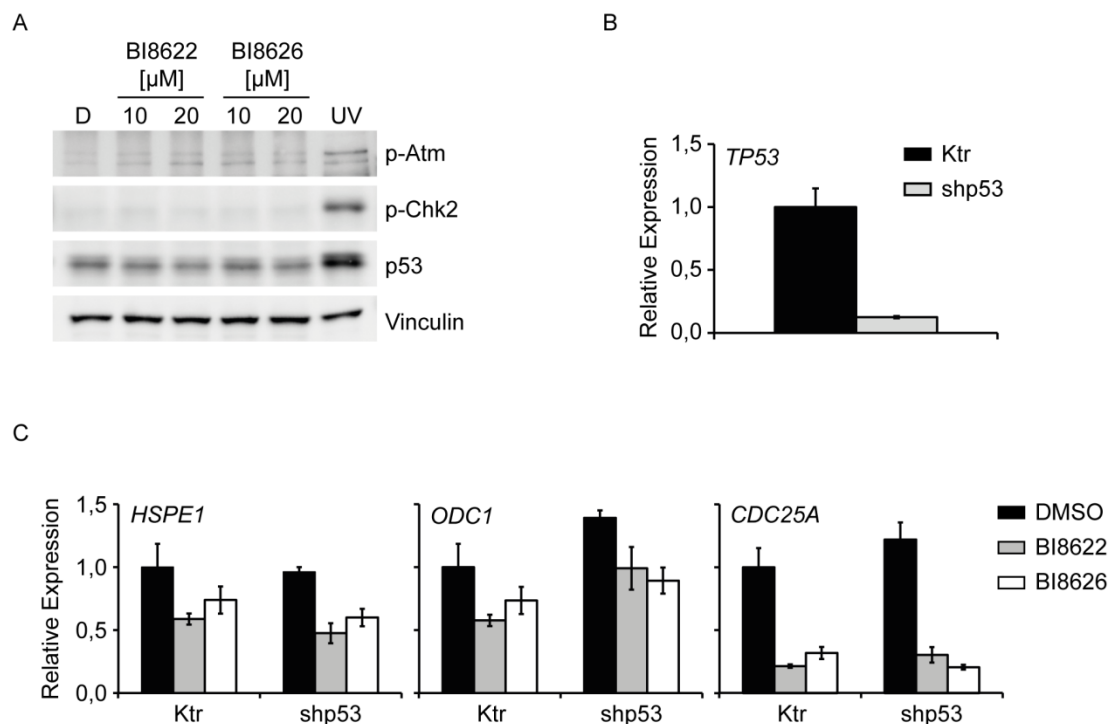 A
BI8622
[µM]
BI8626
[µM]
D 10 20 10 20 UV
p-Atm
p-Chk2
p53
Vinculin
B
Relative Expression
1,5
1,0
0,5
0,0
TP53
Ktr
shp53
C
Relative Expression
1,5
1,0
0,5
0,0
HSPE1
ODC1
CDC25A
DMSO
BI8622
BI8626
Ktr shp53 Ktr shp53 Ktr shp53